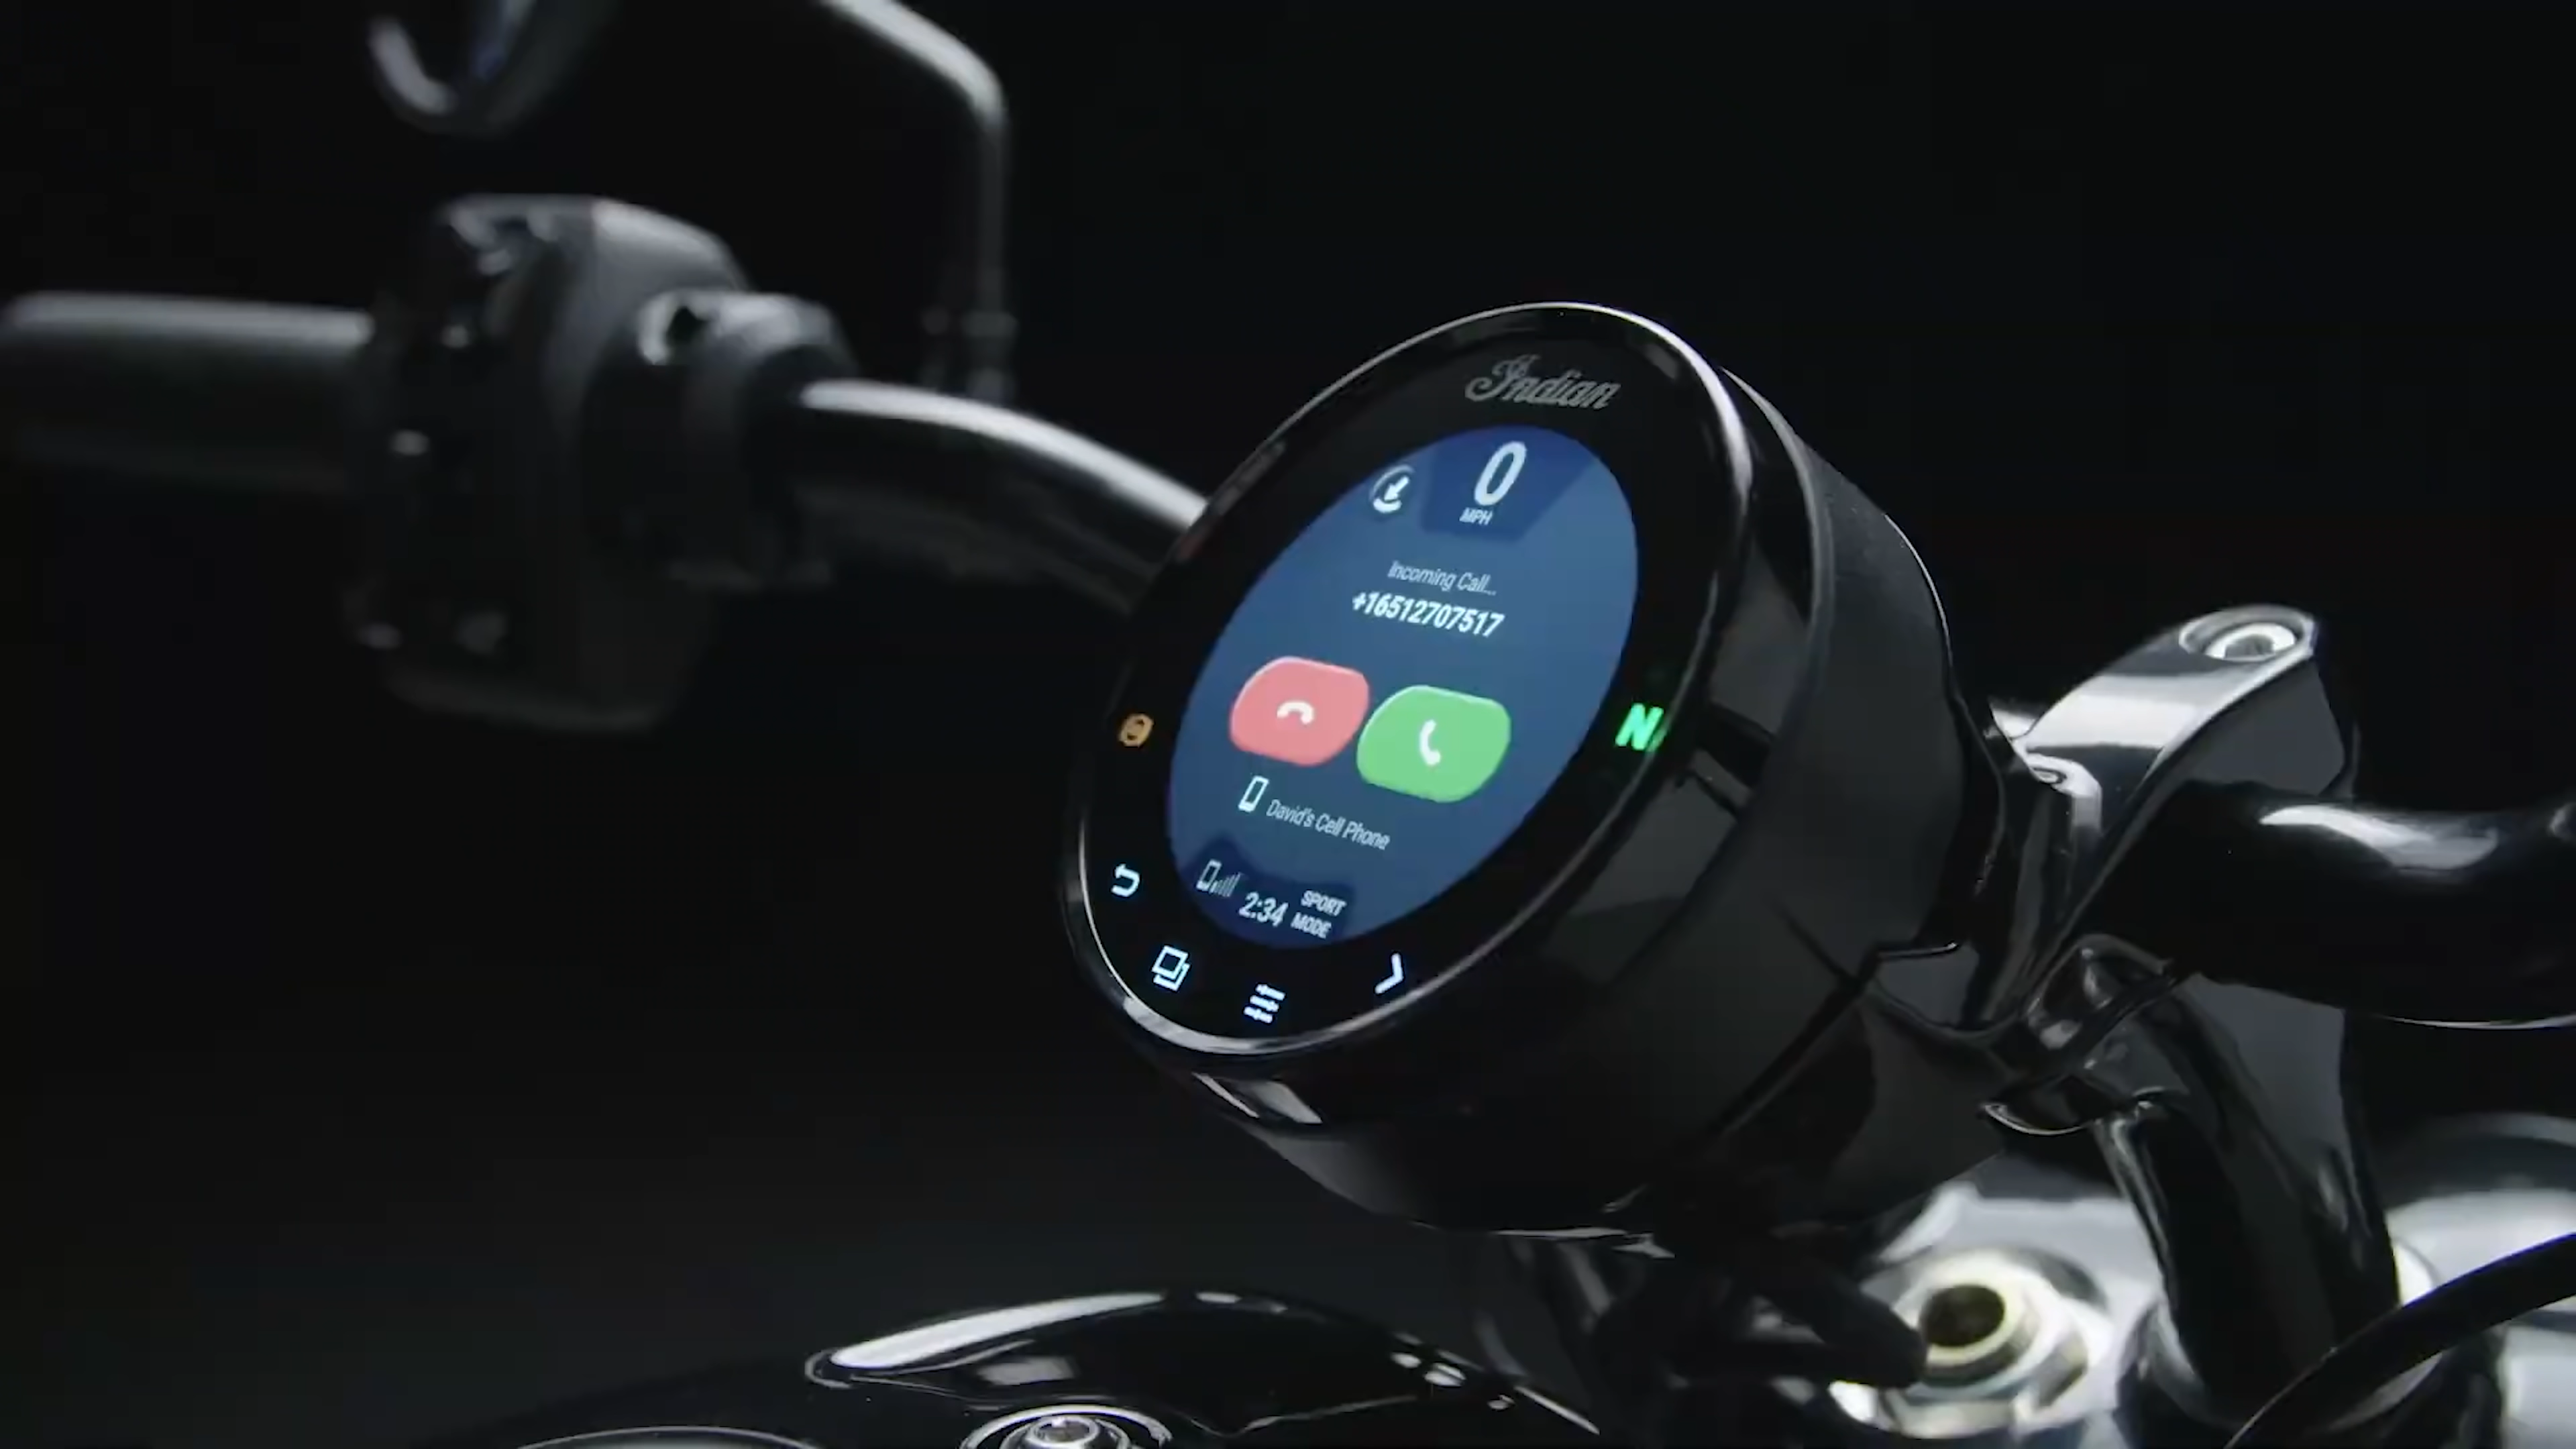 Indian
0
MPH
Incoming Call...
+16512707517
N
David's Cell Phone
2:34
SPORT
MODE